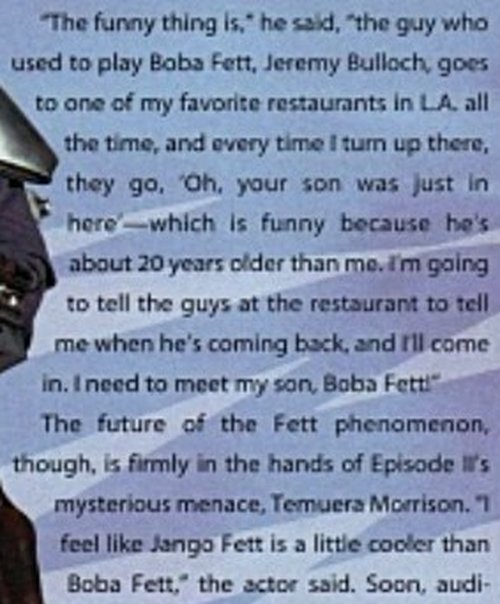 "The funny thing is," he said, "the guy who
used to play Boba Fett, Jeremy Bulloch, goes
to one of my favorite restaurants in L.A. all
the time, and every time I turn up there,
they go, 'Oh, your son was just in
here'—which is funny because he's
about 20 years older than me. I'm going
to tell the guys at the restaurant to tell
me when he's coming back, and I'll come
in. I need to meet my son, Boba Fett!"
The future of the Fett phenomenon,
though, is firmly in the hands of Episode II's
mysterious menace, Temuera Morrison. "I
feel like Jango Fett is a little cooler than
Boba Fett," the actor said. Soon, audi-